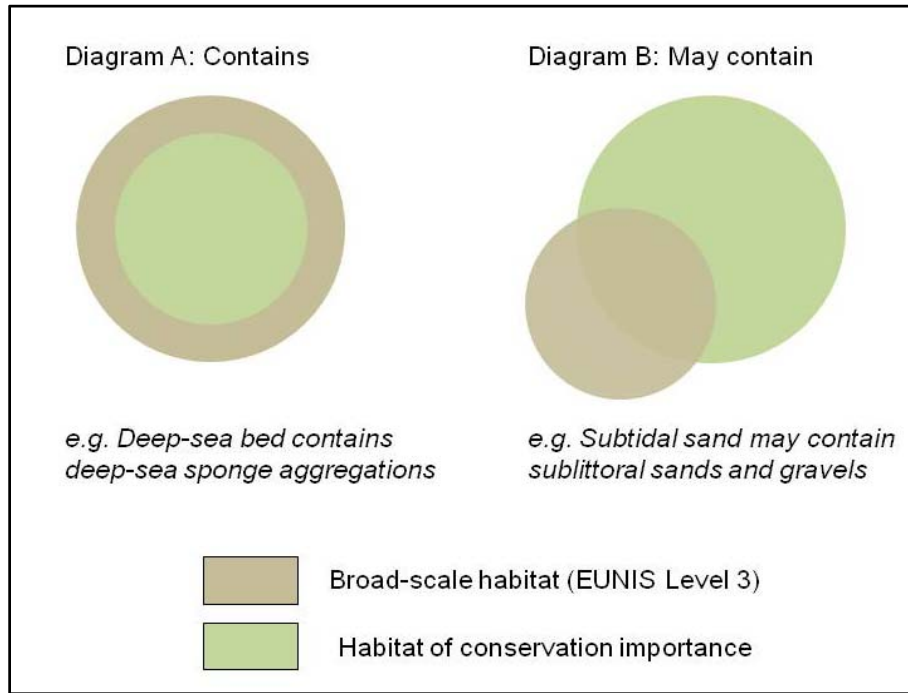 Diagram A: Contains
Diagram B: May contain
e.g. Deep-sea bed contains
deep-sea sponge aggregations
e.g. Subtidal sand may contain
sublittoral sands and gravels
Broad-scale habitat (EUNIS Level 3)
Habitat of conservation importance